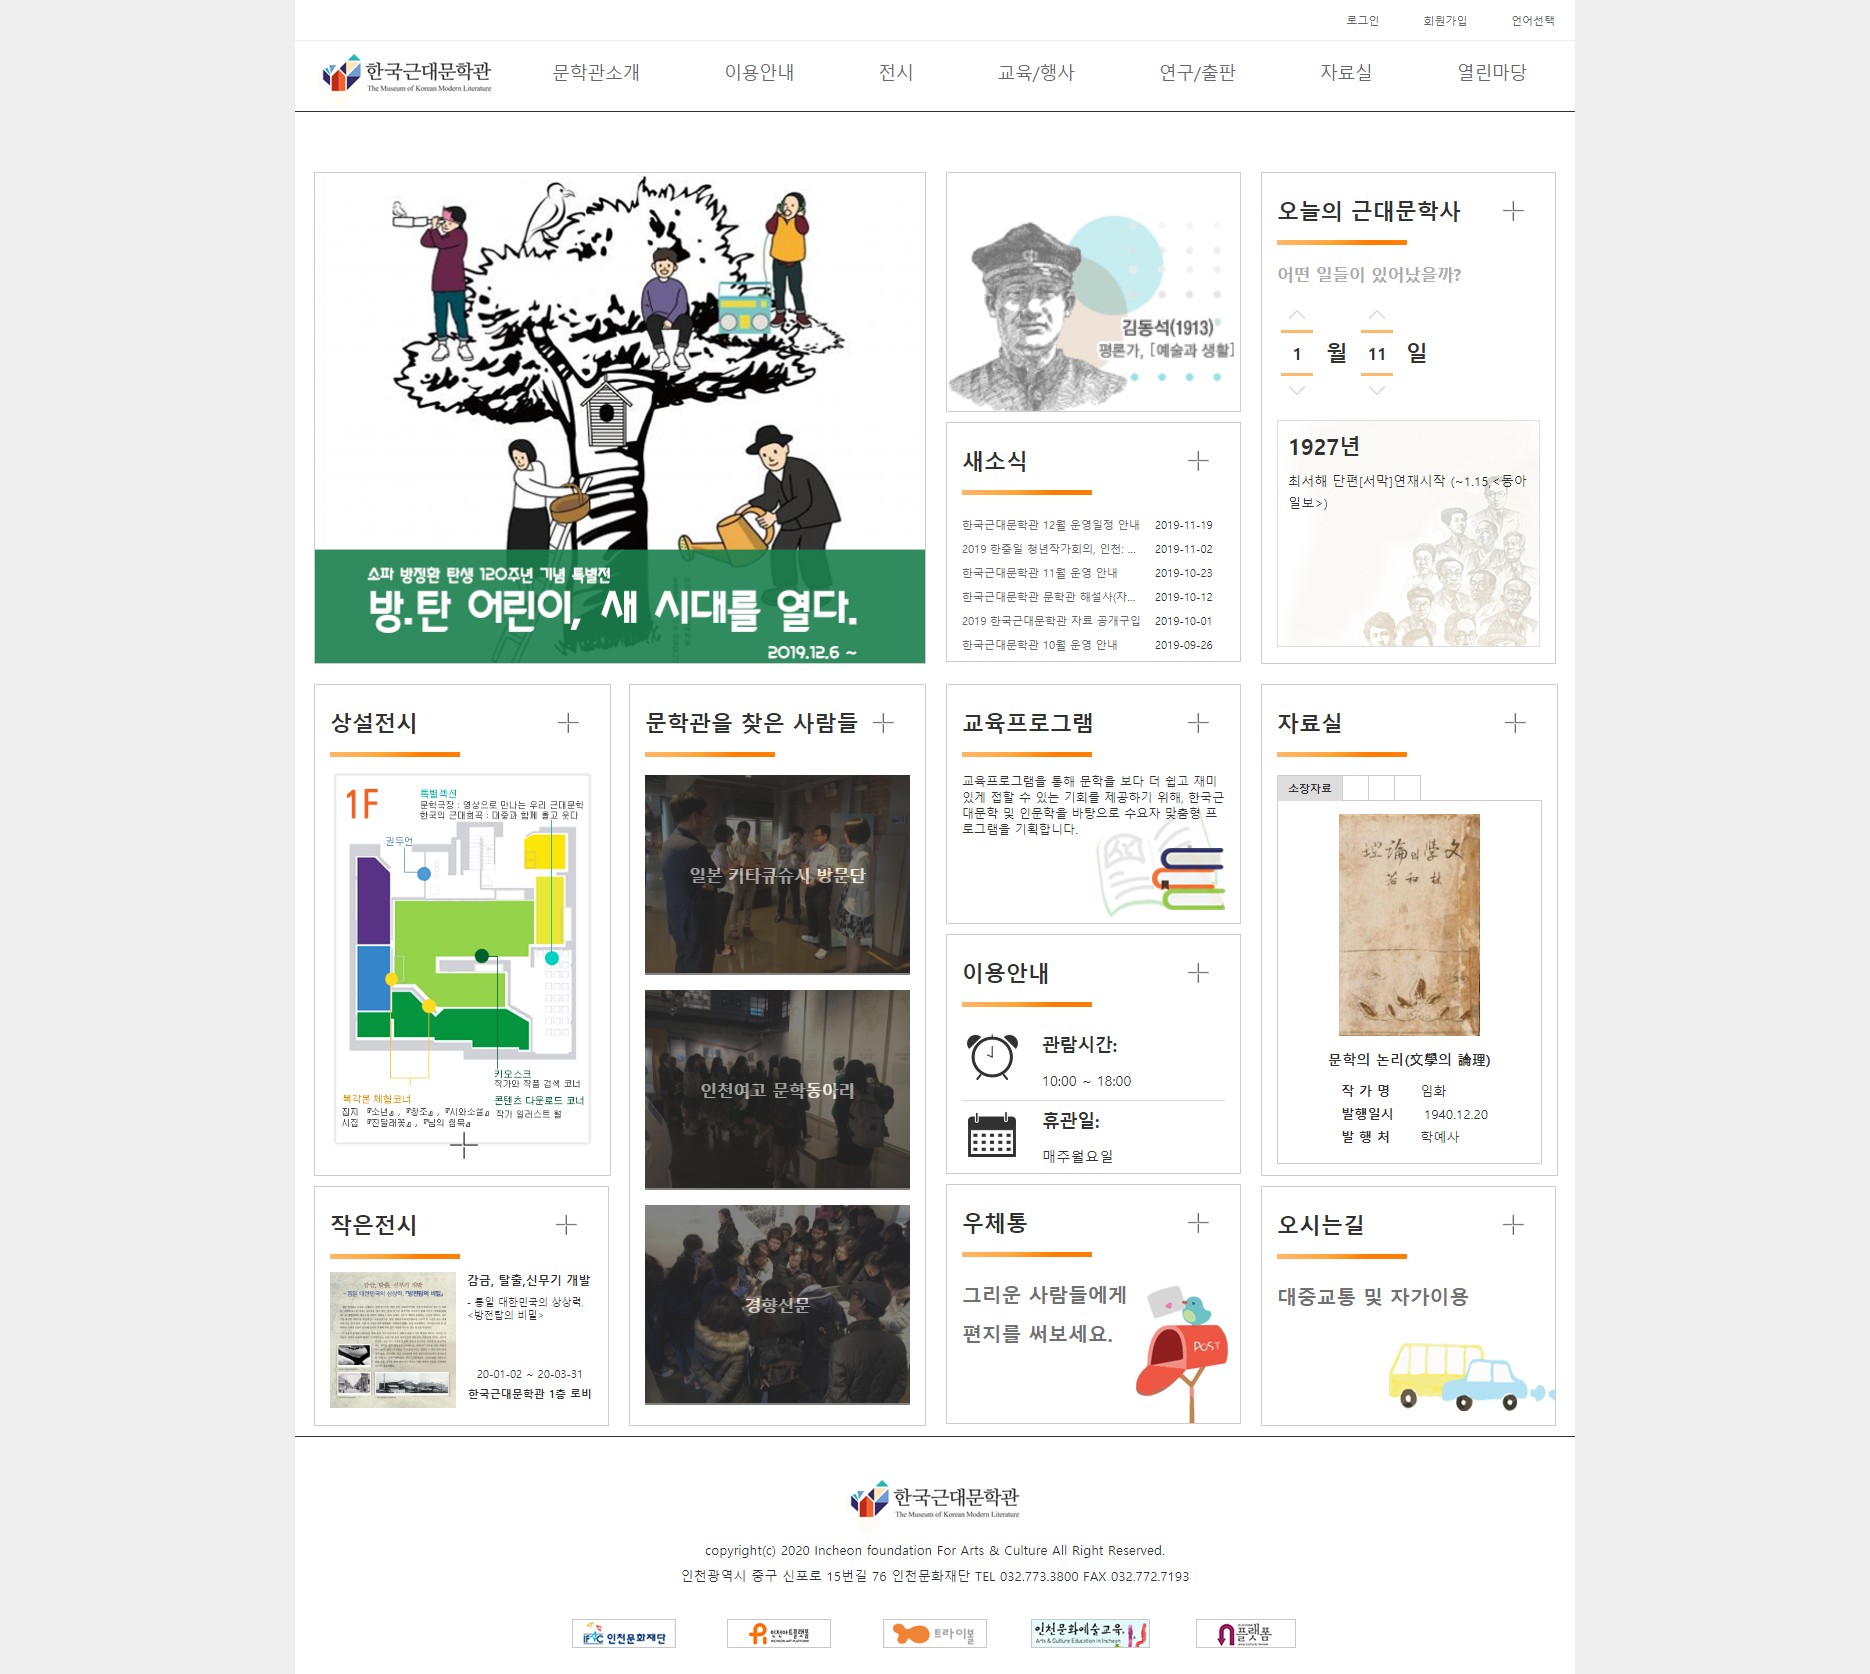 로그인 회원가입 언어선택
한국근대문학관
The Museum of Korean Modern Literature
문학관소개 이용안내 전시 교육/행사 연구/출판 자료실 열린마당
소파 방정환 탄생 120주년 기념 특별전
방.탄 어린이, 새 시대를 열다.
2019.12.6 ~
김동석(1913)
평론가, [예술과 생활]
새소식
한국근대문학관 12월 운영일정 안내 2019-11-19
2019 한중일 청년작가회의, 인천: ... 2019-11-02
한국근대문학관 11월 운영 안내 2019-10-23
한국근대문학관 문학관 해설사(자... 2019-10-12
2019 한국근대문학관 자료 공개구입 2019-10-01
한국근대문학관 10월 운영 안내 2019-09-26
오늘의 근대문학사
어떤 일들이 있어났을까?
1 월 11 일
1927년
최서해 단편[서막]연재시작 (~1.15,<동아
일보>)
상설전시
1F
특별섹션
문학극장 : 영상으로 만나는 우리 근대문학
한국의 근대희곡 : 대중과 함께 울고 웃다
권두언
키오스크
작가와 작품 검색 코너
복각본 체험코너
콘텐츠 다운로드 코너
잡지 『소년』, 『창조』, 『시와소설』
작가 일러스트 월
시집 『진달래꽃』, 『님의 침묵』
문학관을 찾은 사람들
일본 키타큐슈시 방문단
인천여고 문학동아리
경향신문
교육프로그램
교육프로그램을 통해 문학을 보다 더 쉽고 재미
있게 접할 수 있는 기회를 제공하기 위해, 한국근
대문학 및 인문학을 바탕으로 수요자 맞춤형 프
로그램을 기획합니다.
이용안내
관람시간:
10:00 ~ 18:00
휴관일:
매주월요일
자료실
소장자료
문학의 논리(文學의 論理)
작 가 명 임화
발행일시 1940.12.20
발 행 처 학예사
작은전시
감금, 탈출,신무기 개발
- 통일 대한민국의 상상력.
<방전탑의 비밀>
20-01-02 ~ 20-03-31
한국근대문학관 1층 로비
우체통
그리운 사람들에게
편지를 써보세요.
POST
오시는길
대중교통 및 자가이용
한국근대문학관
The Museum of Korean Modern Literature
copyright(c) 2020 Incheon foundation For Arts & Culture All Right Reserved.
인천광역시 중구 신포로 15번길 76 인천문화재단 TEL 032.773.3800 FAX 032.772.7193
IFAC 인천문화재단
인천아트플랫폼
INCHEON ART PLATFORM
트라이볼
인천문화예술교육
Arts & Culture Education in Incheon
플랫폼